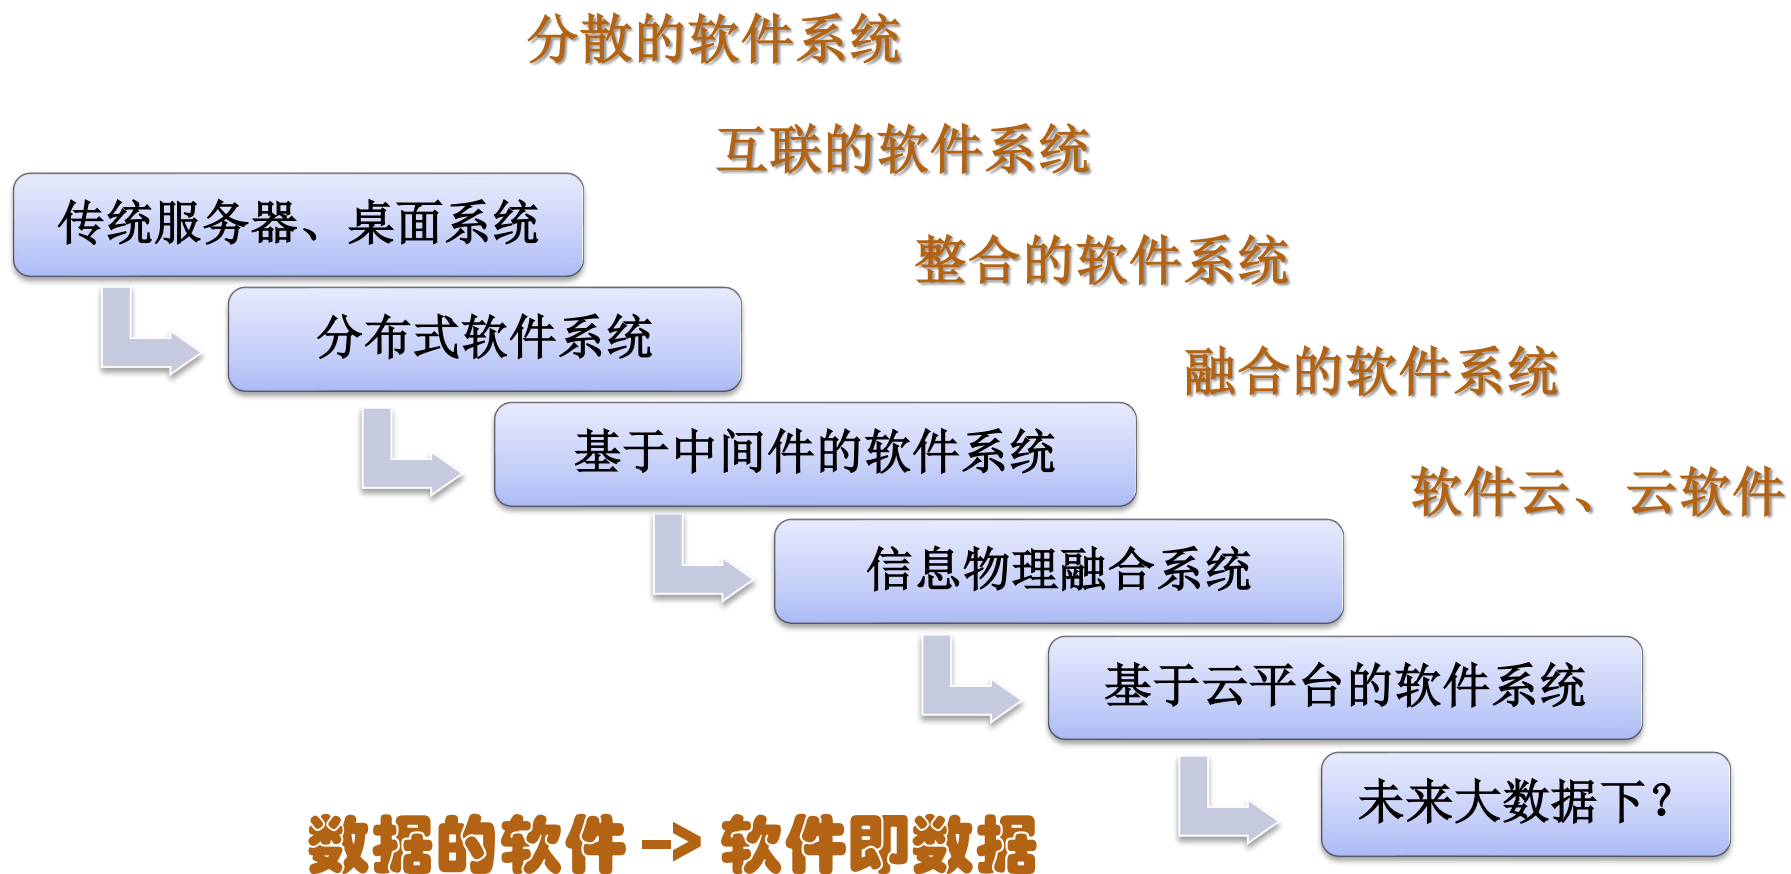 分散的软件系统
互联的软件系统
传统服务器、桌面系统
整合的软件系统
分布式软件系统
融合的软件系统
基于中间件的软件系统
软件云、云软件
信息物理融合系统
基于云平台的软件系统
未来大数据下？
数据的软件 -> 软件即数据